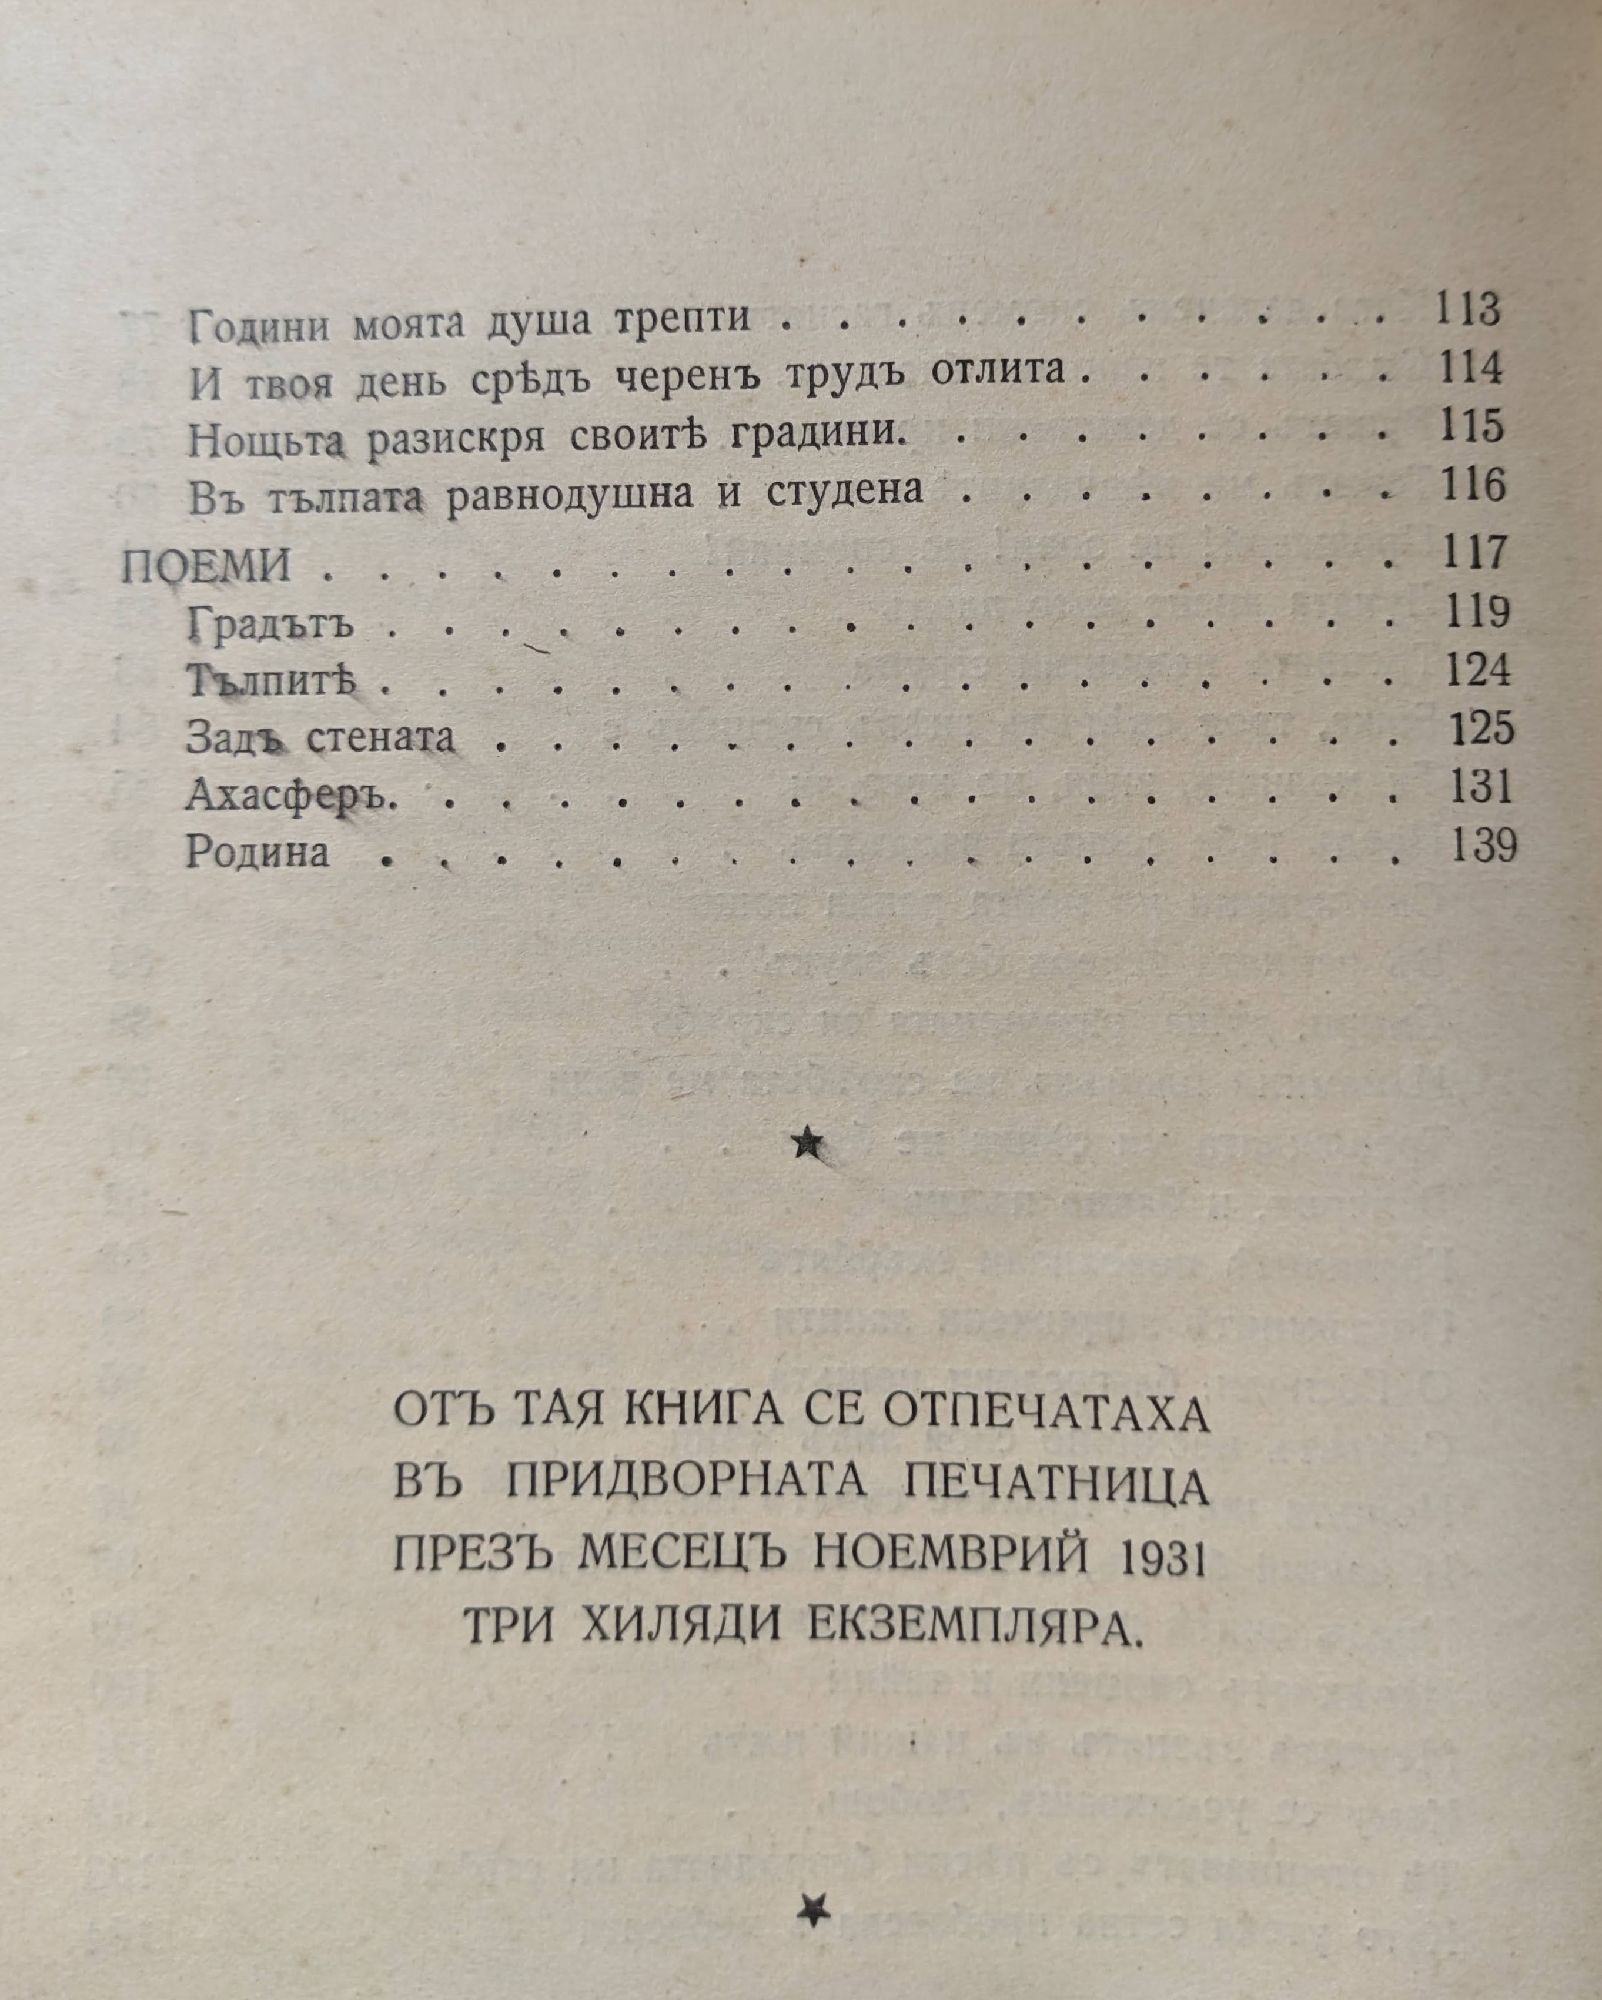 Години моята душа трепти . . . . . . . . . . . 113
И твоя день срѣдъ черенъ трудъ отлита . . . . . . 114
Нощьта разискря своитѣ градини. . . . . . . . . 115
Въ тълпата равнодушна и студена . . . . . . . . 116
ПОЕМИ . . . . . . . . . . . . . . . . . . . 117
Градътъ . . . . . . . . . . . . . . . . . . 119
Тълпитѣ . . . . . . . . . . . . . . . . . . 124
Задъ стената . . . . . . . . . . . . . . . . 125
Ахасферъ. . . . . . . . . . . . . . . . . . 131
Родина . . . . . . . . . . . . . . . . . . 139
ОТЪ ТАЯ КНИГА СЕ ОТПЕЧАТАХА
ВЪ ПРИДВОРНАТА ПЕЧАТНИЦА
ПРЕЗЪ МЕСЕЦЪ НОЕМВРИЙ 1931
ТРИ ХИЛЯДИ ЕКЗЕМПЛЯРА.